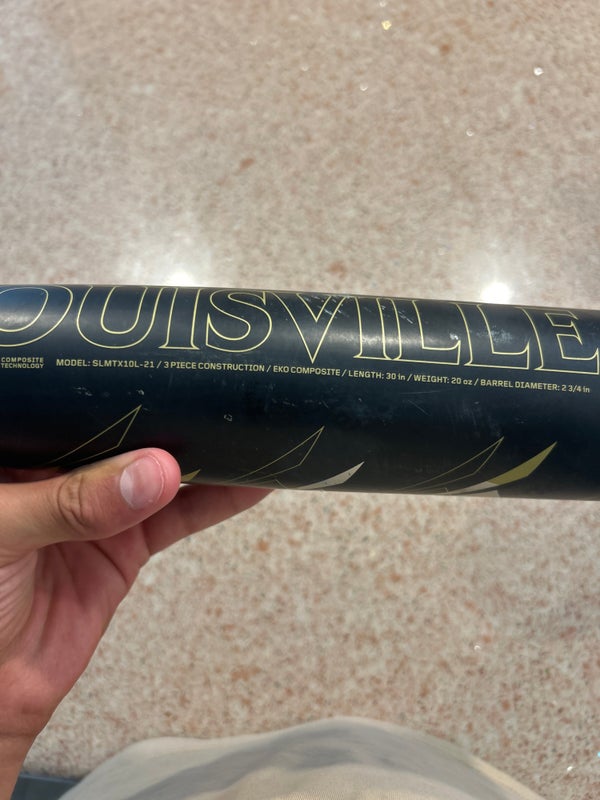 OUISVILLE
COMPOSITE
TECHNOLOGY
MODEL: SLMTX10L-21 / 3 PIECE CONSTRUCTION / EKO COMPOSITE / LENGTH: 30 in / WEIGHT: 20 oz / BARREL DIAMETER: 2 3/4 in